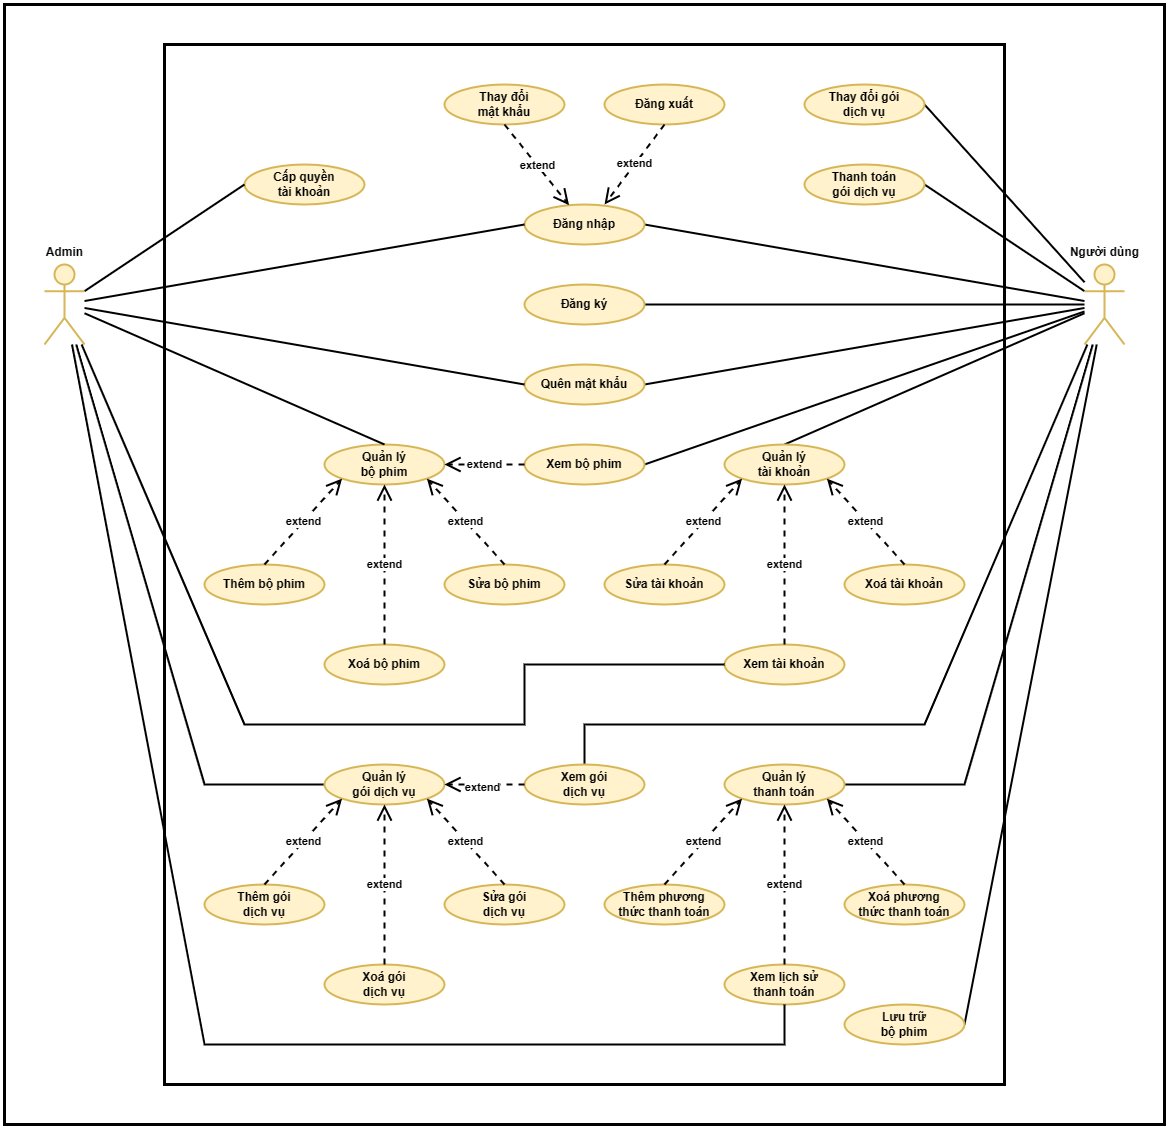 Thay đổi
mật khẩu
Đăng xuất
Thay đổi gói
dịch vụ
extend
extend
Cấp quyền
tài khoản
Thanh toán
gói dịch vụ
Đăng nhập
Admin
Người dùng
Đăng ký
Quên mật khẩu
Quản lý
bộ phim
extend
Xem bộ phim
Quản lý
tài khoản
extend
extend
extend
extend
extend
extend
Thêm bộ phim
Sửa bộ phim
Sửa tài khoản
Xoá tài khoản
Xoá bộ phim
Xem tài khoản
Quản lý
gói dịch vụ
extend
Xem gói
dịch vụ
Quản lý
thanh toán
extend
extend
extend
extend
extend
extend
Thêm gói
dịch vụ
Sửa gói
dịch vụ
Thêm phương
thức thanh toán
Xoá phương
thức thanh toán
Xoá gói
dịch vụ
Xem lịch sử
thanh toán
Lưu trữ
bộ phim